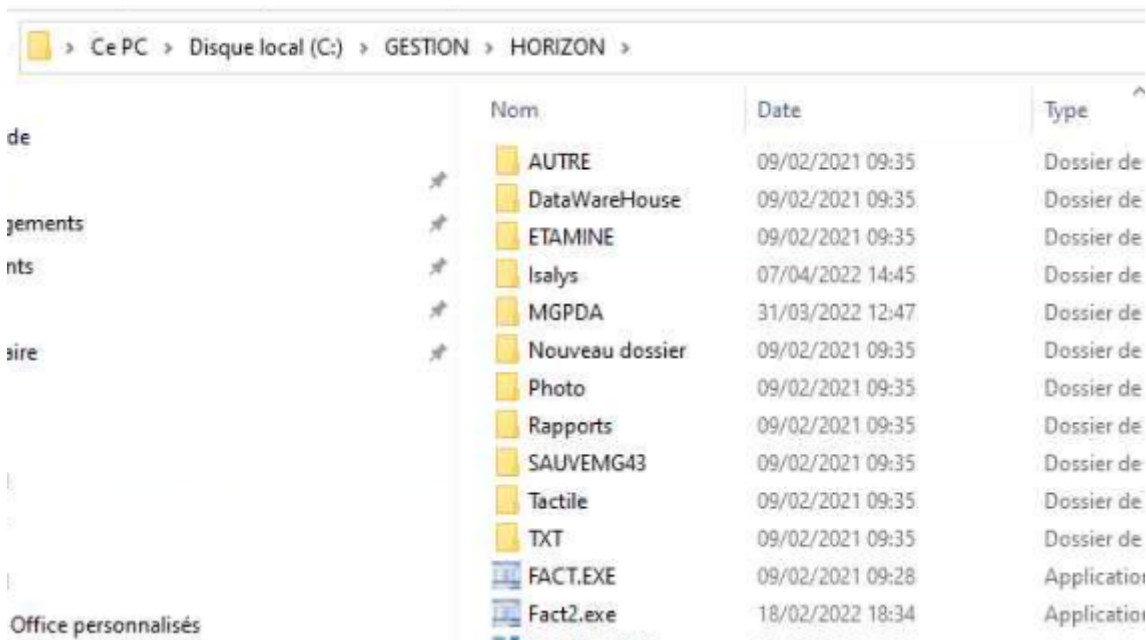 Ce PC > Disque local (C:) > GESTION > HORIZON >
Nom Date Type
de
AUTRE 09/02/2021 09:35 Dossier de
DataWareHouse 09/02/2021 09:35 Dossier de
gements
ETAMINE 09/02/2021 09:35 Dossier de
nts
Isalys 07/04/2022 14:45 Dossier de
MGPDA 31/03/2022 12:47 Dossier de
aire
Nouveau dossier 09/02/2021 09:35 Dossier de
Photo 09/02/2021 09:35 Dossier de
Rapports 09/02/2021 09:35 Dossier de
SAUVEMG43 09/02/2021 09:35 Dossier de
Tactile 09/02/2021 09:35 Dossier de
TXT 09/02/2021 09:35 Dossier de
FACT.EXE 09/02/2021 09:28 Application
Fact2.exe 18/02/2022 18:34 Application
Office personnalisés